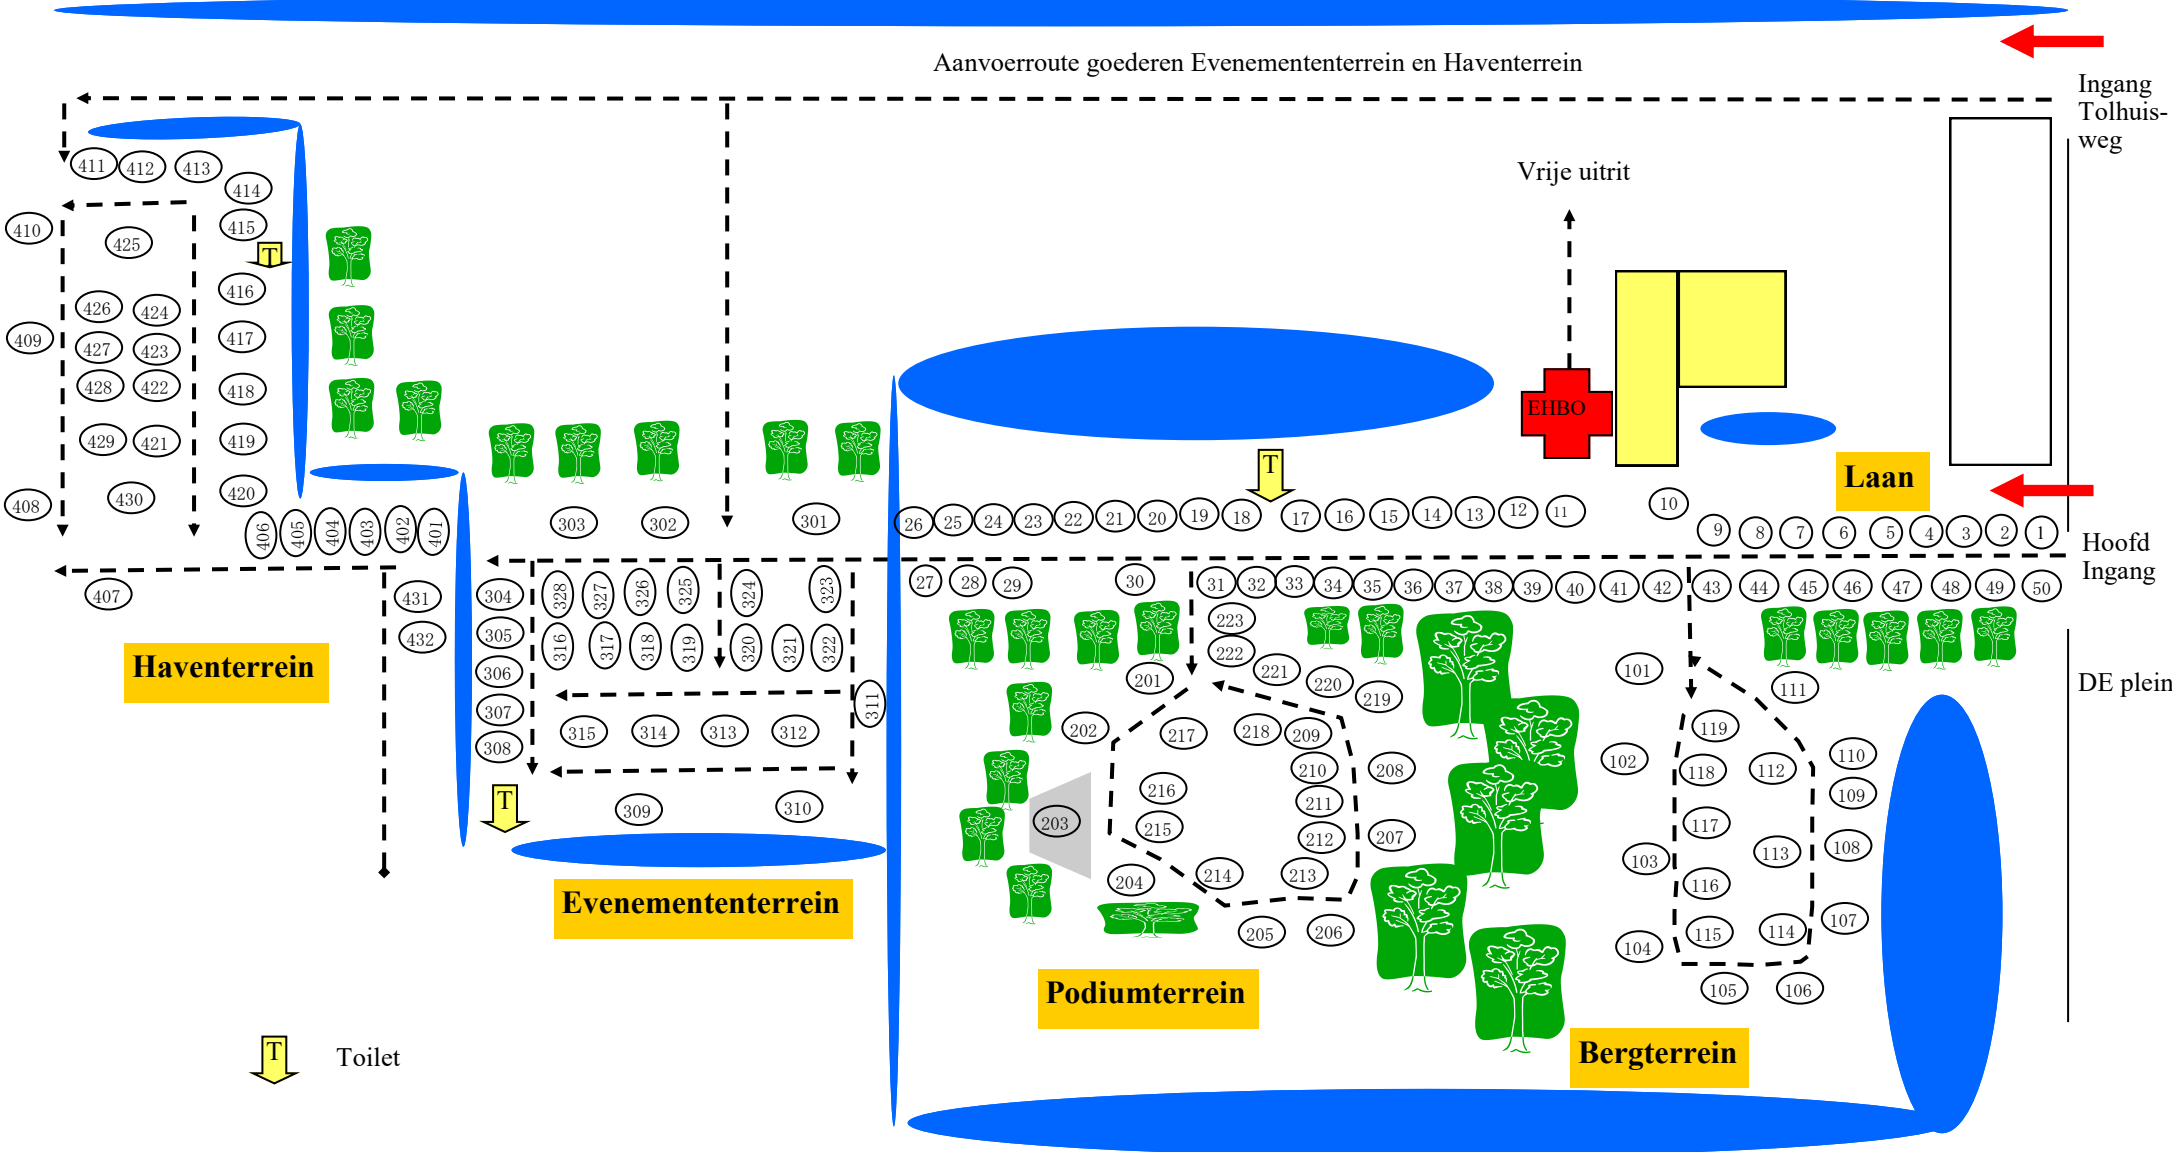 Aanvoerroute goederen Evenemententerrein en Haventerrein
Ingang
Tolhuis-
weg
Vrije uitrit
411 412 413
414
410 425 415
T
416
426 424
409 427 423 417
428 422 418
429 421 419
408 430 420
EHBO
T
Laan
406 405 404 403 402 401
303 302 301
26 25 24 23 22 21 20 19 18 17 16 15 14 13 12 11 10 9 8 7 6 5 4 3 2 1
Hoofd
Ingang
407 431
432
304 328 327 326 325 324 323
27 28 29 30 31 32 33 34 35 36 37 38 39 40 41 42 43 44 45 46 47 48 49 50
305 316 317 318 319 320 321 322
306
307 311
308 315 314 313 312
T
309 310
Haventerrein
223
222
201 221 220 219
202 217 218 209
210 208
216 211
203 215 212 207
204 214 213
205 206
101 111
119
102 118 112 110
109
117
103 113 108
116
115 114 107
104
105 106
DE plein
Evenemententerrein
Podiumterrein
Bergterrein
T Toilet